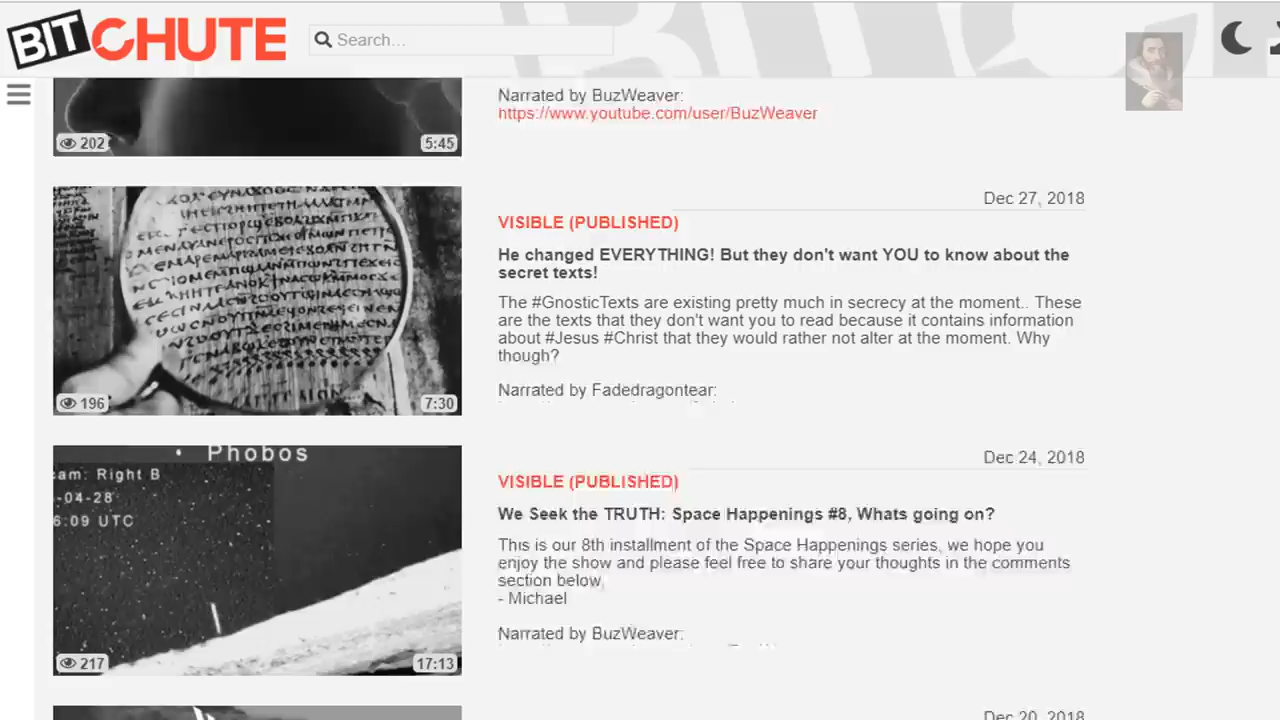 BITCHUTE
Search...
Narrated by BuzWeaver:
https://www.youtube.com/user/BuzWeaver
202
5:45
Dec 27, 2018
VISIBLE (PUBLISHED)
He changed EVERYTHING! But they don't want YOU to know about the
secret texts!
The #GnosticTexts are existing pretty much in secrecy at the moment.. These
are the texts that they don't want you to read because it contains information
about #Jesus #Christ that they would rather not alter at the moment. Why
though?
Narrated by Fadedragontear:
196
7:30
Phobos
cam: Right B
-04-28
6:09 UTC
Dec 24, 2018
VISIBLE (PUBLISHED)
We Seek the TRUTH: Space Happenings #8, Whats going on?
This is our 8th installment of the Space Happenings series, we hope you
enjoy the show and please feel free to share your thoughts in the comments
section below,
- Michael
Narrated by BuzWeaver:
217
17:13
Dec 20, 2018